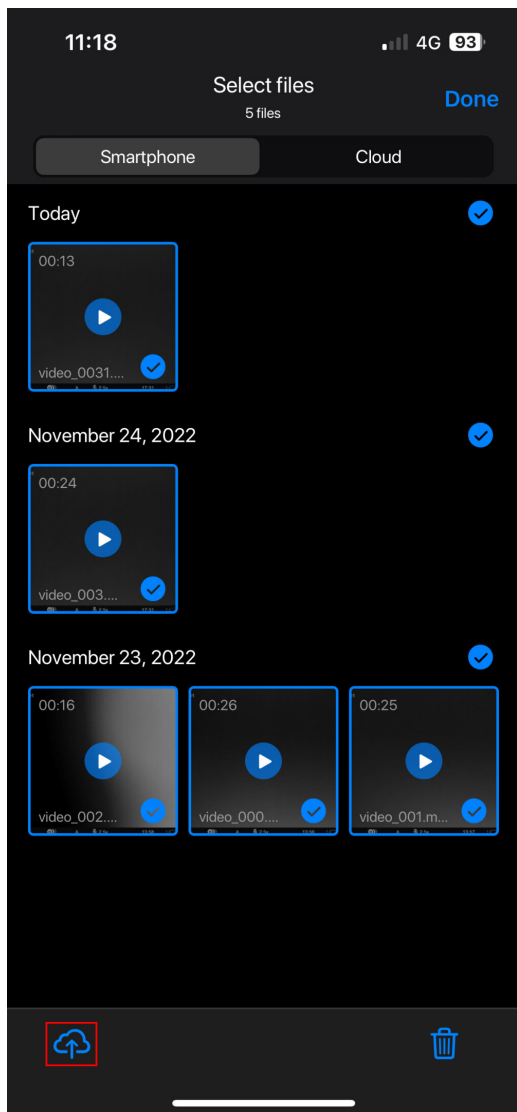 11:18 4G 93
Select files
5 files
Done
Smartphone Cloud
Today
00:13
video_0031....
November 24, 2022
00:24
video_003....
November 23, 2022
00:16 00:26 00:25
video_002.... video_000.... video_001.m...